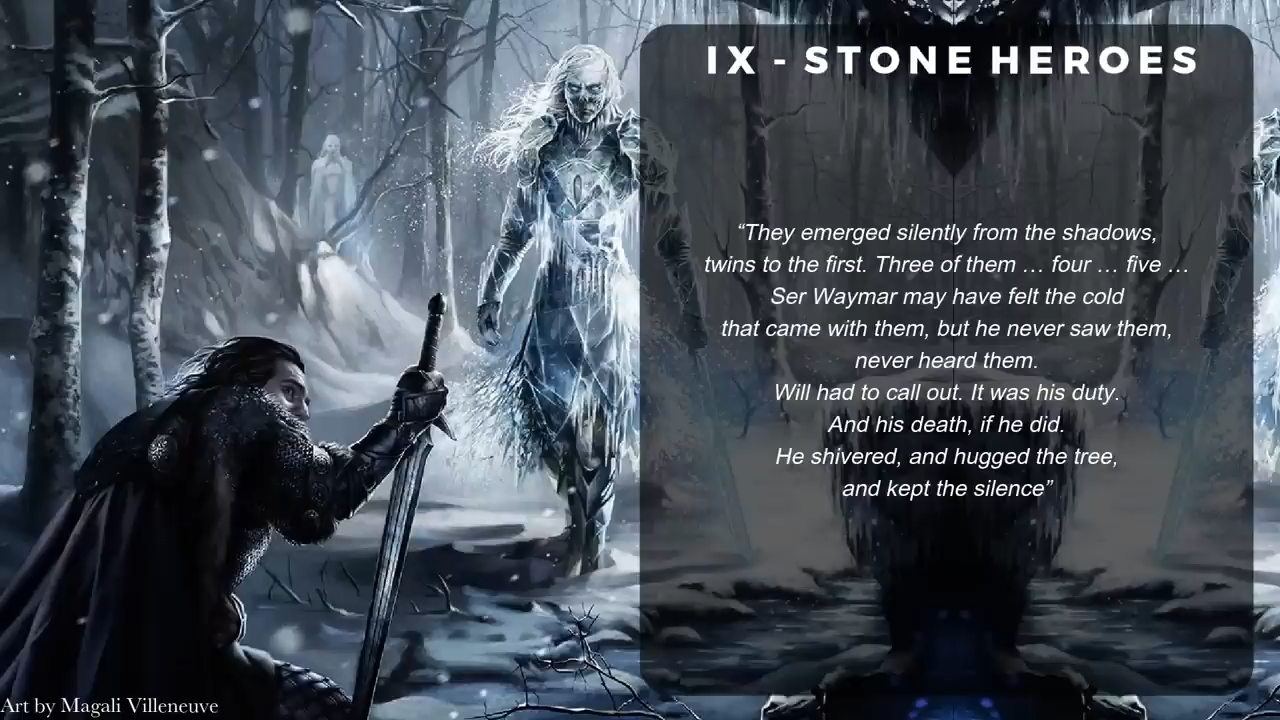 IX - STONE HEROES
“They emerged silently from the shadows,
twins to the first. Three of them … four … five …
Ser Waymar may have felt the cold
that came with them, but he never saw them,
never heard them.
Will had to call out. It was his duty.
And his death, if he did.
He shivered, and hugged the tree,
and kept the silence”
Art by Magali Villeneuve